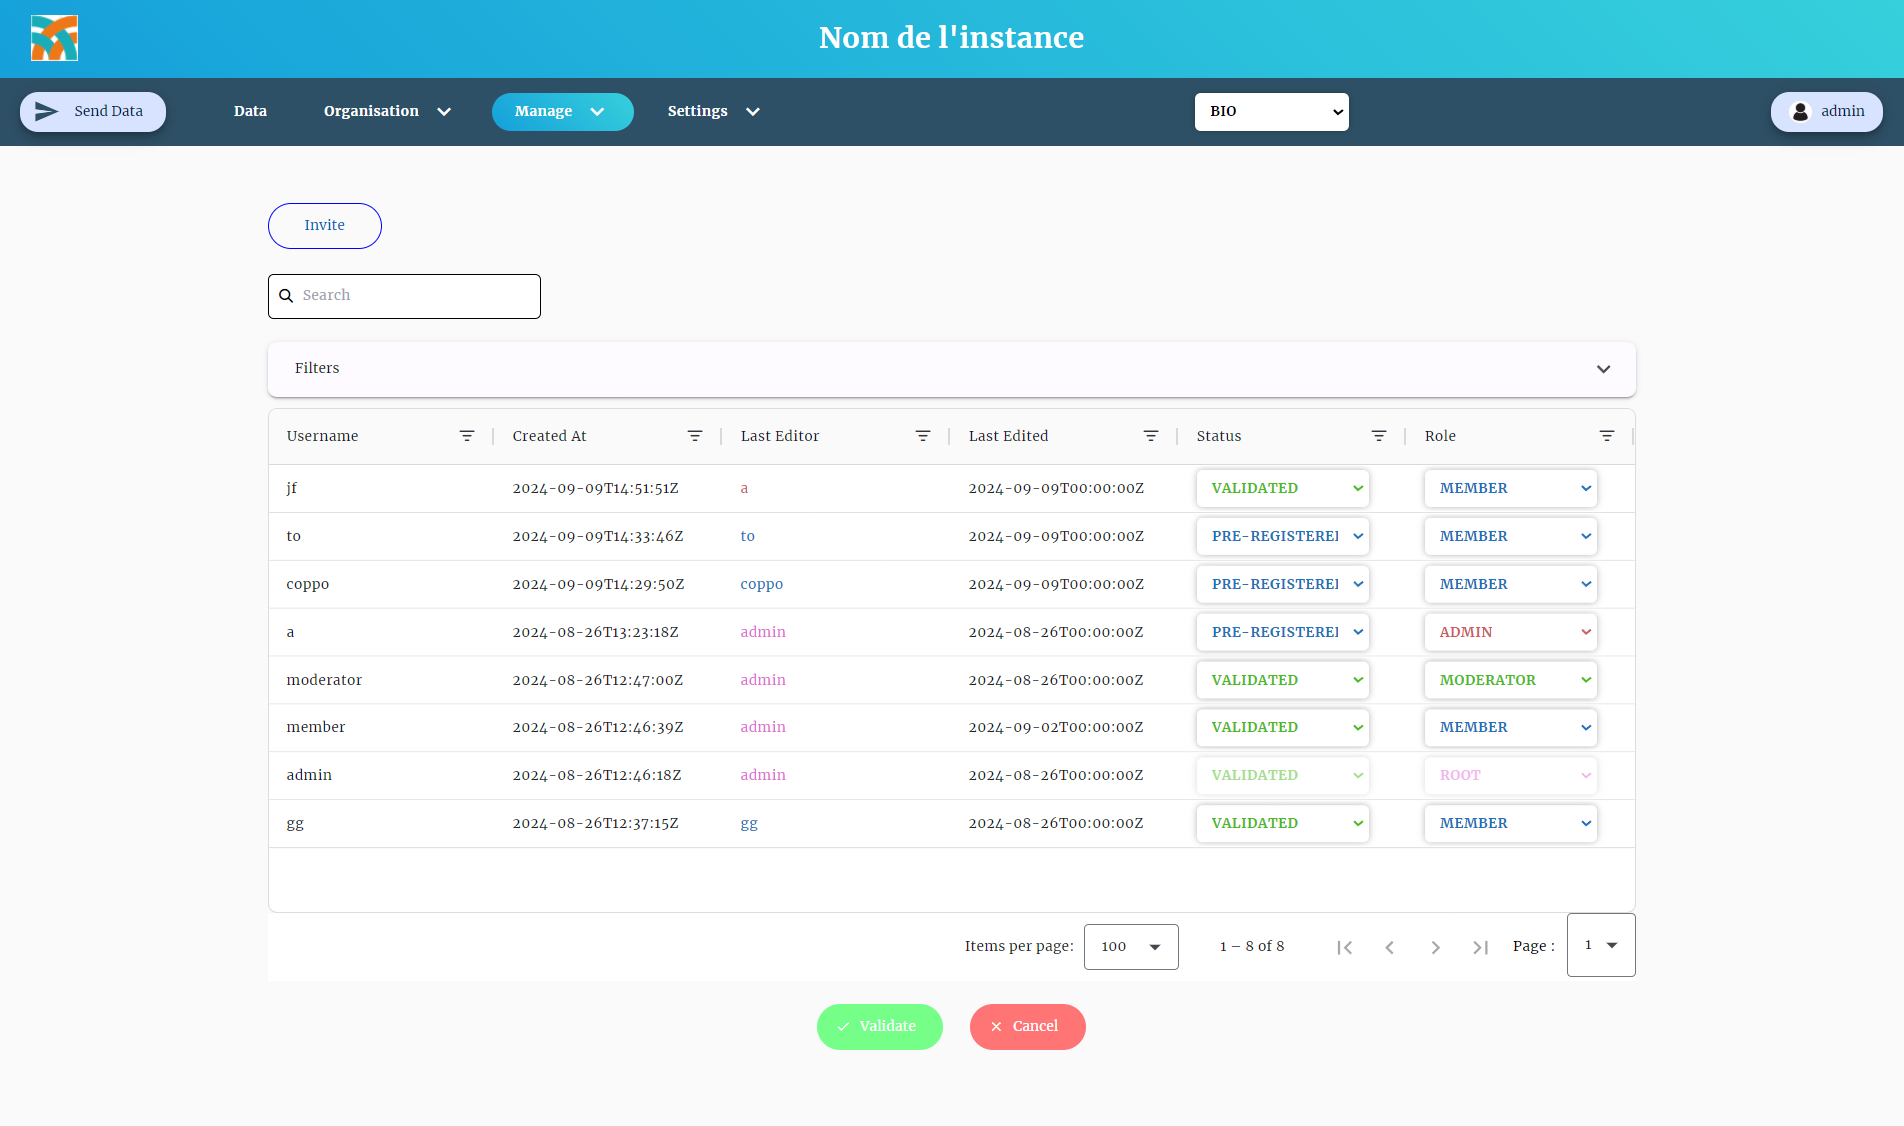 Nom de l'instance
Send Data Data Organisation Manage Settings BIO admin
Invite
Search
Filters
Username Created At Last Editor Last Edited Status Role
jf 2024-09-09T14:51:51Z a 2024-09-09T00:00:00Z VALIDATED MEMBER
to 2024-09-09T14:33:46Z to 2024-09-09T00:00:00Z PRE-REGISTERE MEMBER
coppo 2024-09-09T14:29:50Z coppo 2024-09-09T00:00:00Z PRE-REGISTERE MEMBER
a 2024-08-26T13:23:18Z admin 2024-08-26T00:00:00Z PRE-REGISTERE ADMIN
moderator 2024-08-26T12:47:00Z admin 2024-08-26T00:00:00Z VALIDATED MODERATOR
member 2024-08-26T12:46:39Z admin 2024-09-02T00:00:00Z VALIDATED MEMBER
admin 2024-08-26T12:46:18Z admin 2024-08-26T00:00:00Z VALIDATED ROOT
gg 2024-08-26T12:37:15Z gg 2024-08-26T00:00:00Z VALIDATED MEMBER
Items per page: 100 1 – 8 of 8 Page : 1
Validate Cancel